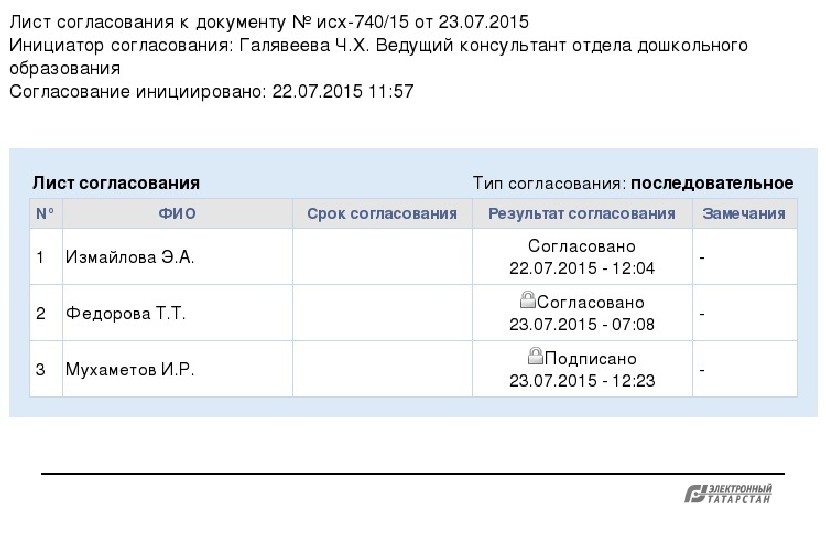 Лист согласования к документу № исх-740/15 от 23.07.2015
Инициатор согласования: Галявеева Ч.Х. Ведущий консультант отдела дошкольного
образования
Согласование инициировано: 22.07.2015 11:57
Лист согласования Тип согласования: последовательное
N° ФИО Срок согласования Результат согласования Замечания
1 Измайлова Э.А. Согласовано
22.07.2015 - 12:04 -
2 Федорова Т.Т. Согласовано
23.07.2015 - 07:08 -
3 Мухаметов И.Р. Подписано
23.07.2015 - 12:23 -
ЭЛЕКТРОННЫЙ
ТАТАРСТАН